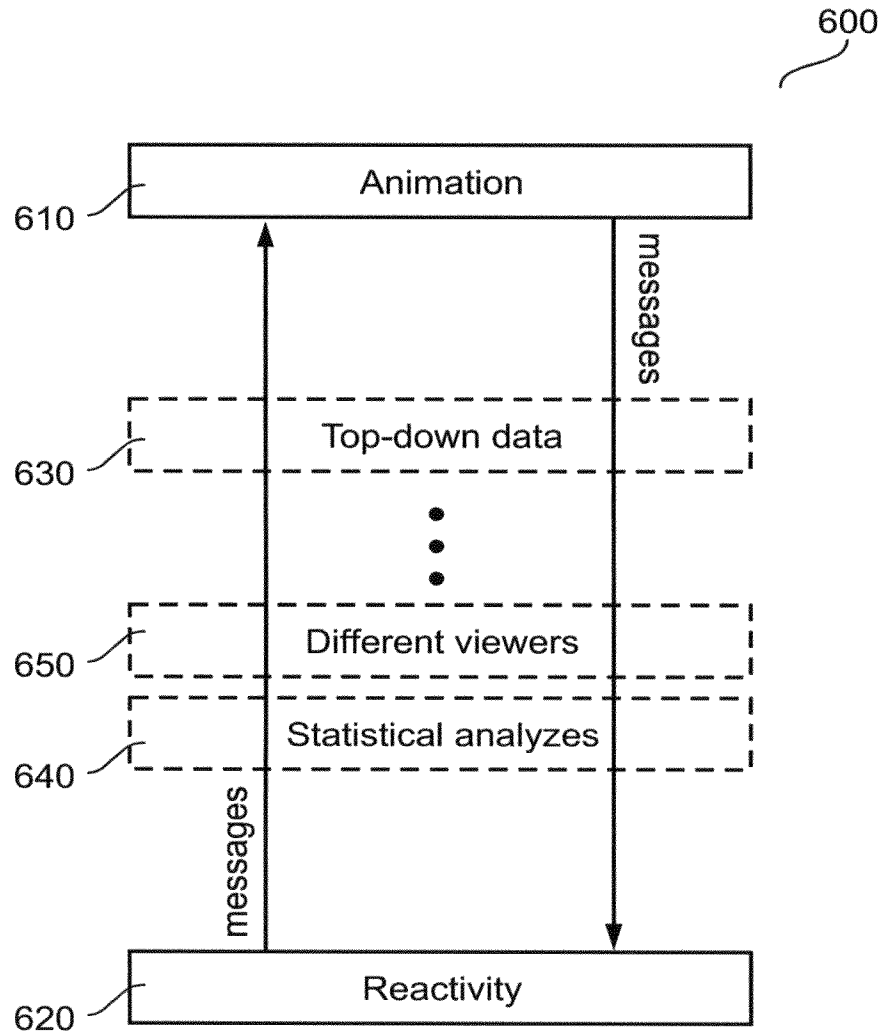 600
Animation
610
messages
Top-down data
630
Different viewers
650
Statistical analyzes
640
messages
Reactivity
620